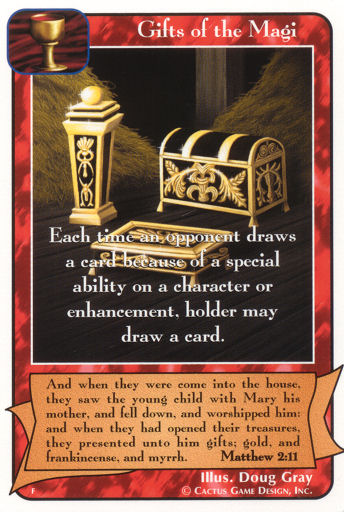 Gifts of the Magi
Each time an opponent draws
a card because of a special
ability on a character or
enhancement, holder may
draw a card.
And when they were come into the house,
they saw the young child with Mary his
mother, and fell down, and worshipped him:
and when they had opened their treasures,
they presented unto him gifts; gold, and
frankincense, and myrrh. Matthew 2:11
Illus. Doug Gray
F © Cactus Game Design, Inc.